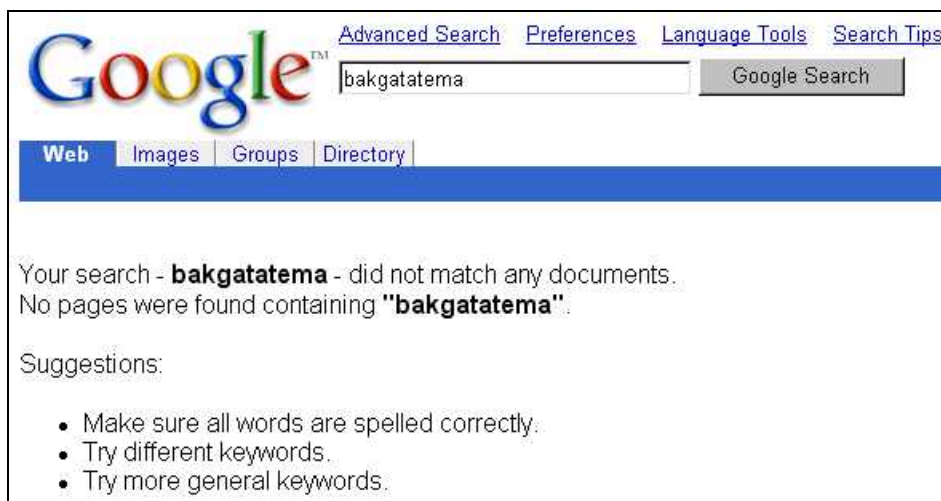 Google™
Advanced Search Preferences Language Tools Search Tips
bakgatatema Google Search
Web Images Groups Directory
Your search - bakgatatema - did not match any documents.
No pages were found containing "bakgatatema".
Suggestions:
• Make sure all words are spelled correctly.
• Try different keywords.
• Try more general keywords.